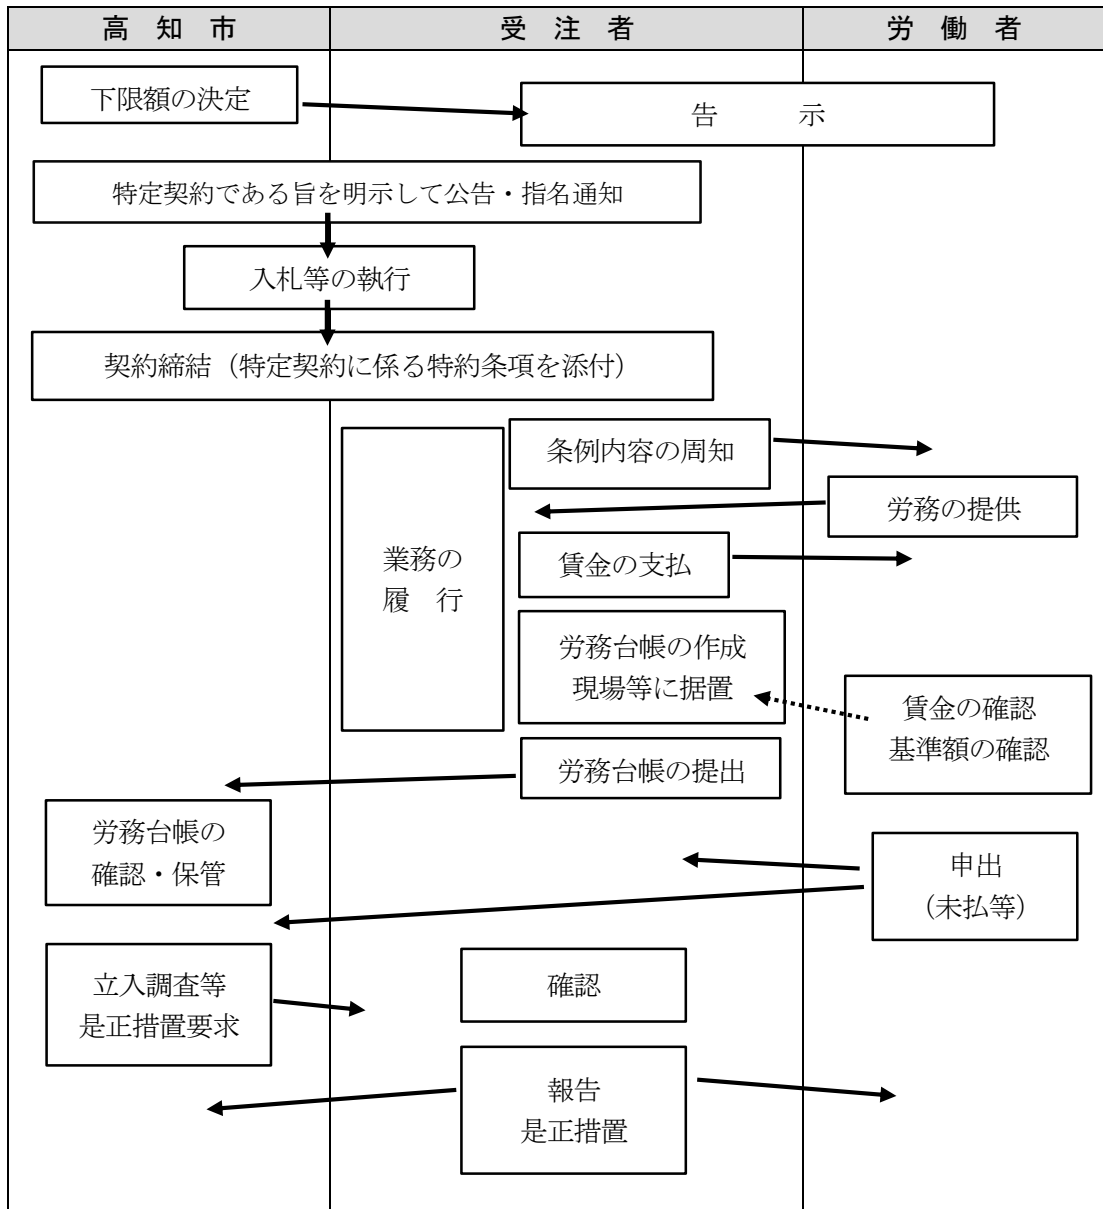 高　知　市
受　注　者
労　働　者
下限額の決定
告　　　示
特定契約である旨を明示して公告・指名通知
入札等の執行
契約締結（特定契約に係る特約条項を添付）
条例内容の周知
労務の提供
業務の
履　行
賃金の支払
労務台帳の作成
現場等に据置
賃金の確認
基準額の確認
労務台帳の提出
労務台帳の
確認・保管
申出
（未払等）
立入調査等
是正措置要求
確認
報告
是正措置